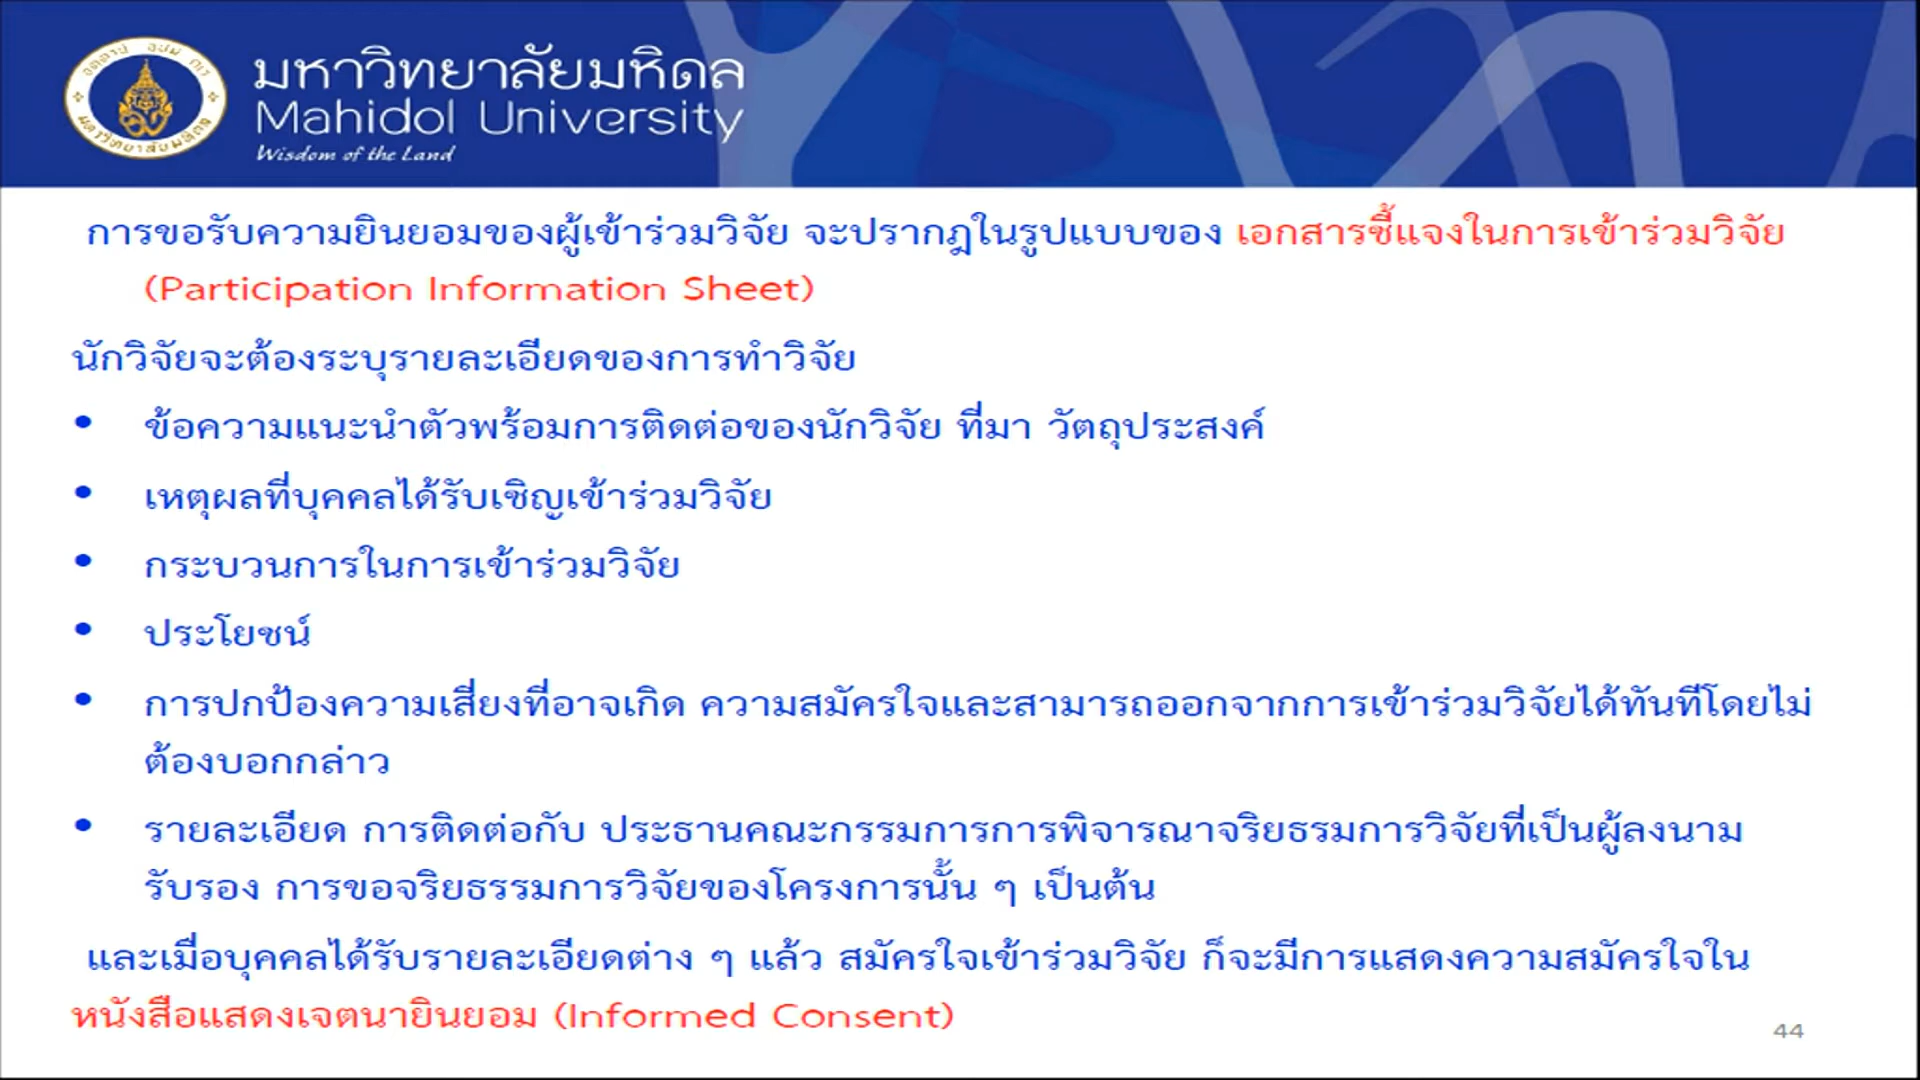 มหาวิทยาลัยมหิดล
Mahidol University
Wisdom of the Land
การขอรับความยินยอมของผู้เข้าร่วมวิจัย จะปรากฎในรูปแบบของ เอกสารชี้แจงในการเข้าร่วมวิจัย
(Participation Information Sheet)
นักวิจัยจะต้องระบุรายละเอียดของการทำวิจัย
• ข้อความแนะนำตัวพร้อมการติดต่อของนักวิจัย ที่มา วัตถุประสงค์
• เหตุผลที่บุคคลได้รับเชิญเข้าร่วมวิจัย
• กระบวนการในการเข้าร่วมวิจัย
• ประโยชน์
• การปกป้องความเสี่ยงที่อาจเกิด ความสมัครใจและสามารถออกจากการเข้าร่วมวิจัยได้ทันทีโดยไม่
ต้องบอกกล่าว
• รายละเอียด การติดต่อกับ ประธานคณะกรรมการการพิจารณาจริยธรมการวิจัยที่เป็นผู้ลงนาม
รับรอง การขอจริยธรรมการวิจัยของโครงการนั้น ๆ เป็นต้น
และเมื่อบุคคลได้รับรายละเอียดต่าง ๆ แล้ว สมัครใจเข้าร่วมวิจัย ก็จะมีการแสดงความสมัครใจใน
หนังสือแสดงเจตนายินยอม (Informed Consent)
44